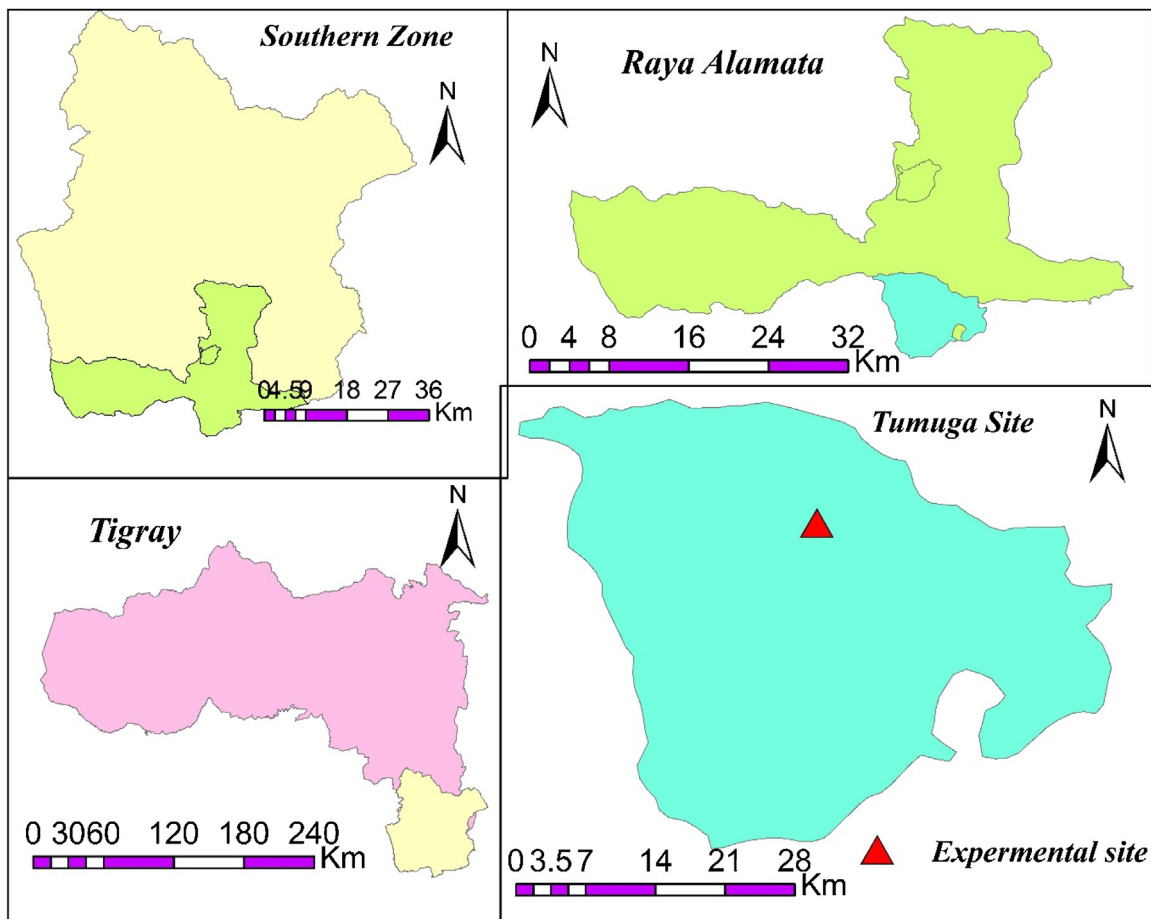 Southern Zone
N
04.59 18 27 36
Km
Raya Alamata
N
0 4 8 16 24 32
Km
Tigray
N
0 3060 120 180 240
Km
Tumuga Site
N
0 3.5 7 14 21 28
Km
Expermental site